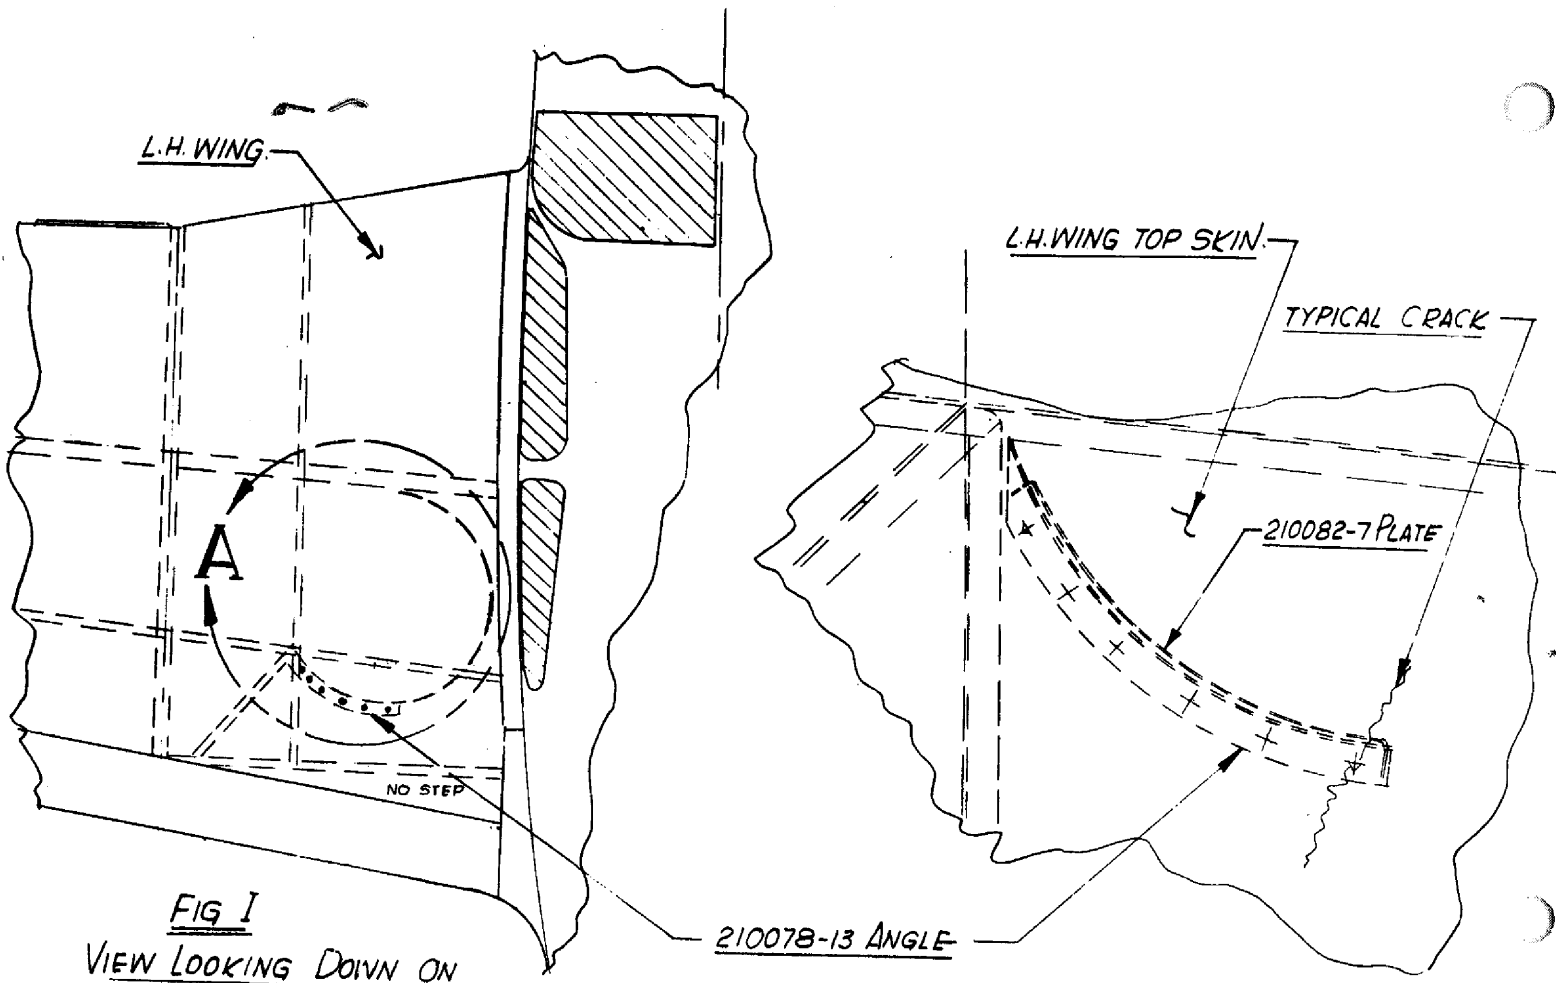 L.H. WING.
L.H. WING TOP SKIN.
TYPICAL CRACK
A
210082-7 PLATE
NO STEP
FIG I
210078-13 ANGLE
VIEW LOOKING DOWN ON